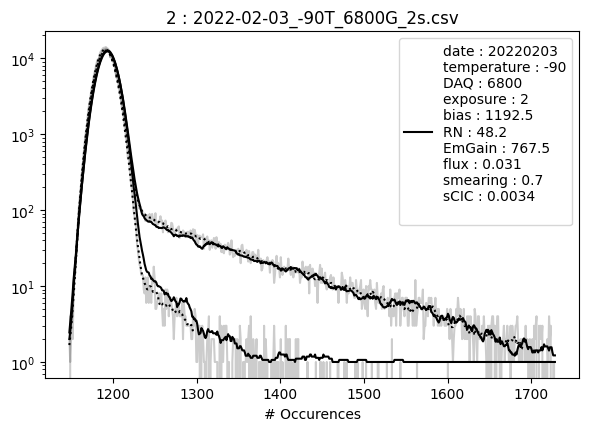 2 : 2022-02-03_-90T_6800G_2s.csv
date : 20220203
temperature : -90
DAQ : 6800
exposure : 2
bias : 1192.5
RN : 48.2
EmGain : 767.5
flux : 0.031
smearing : 0.7
sCIC : 0.0034
10⁴
10³
10²
10¹
10⁰
1200 1300 1400 1500 1600 1700
# Occurences